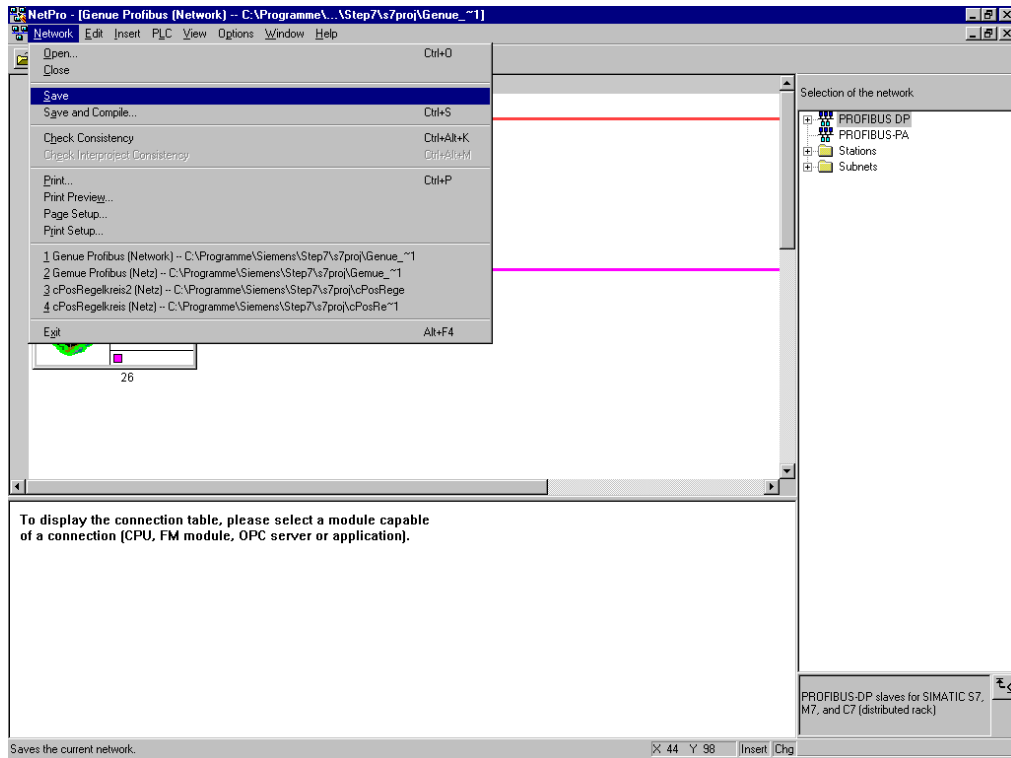 NetPro - [Genue Profibus (Network) -- C:\Programme\...\Step7\s7proj\Genue_~1]
Network Edit Insert PLC View Options Window Help
Open... Ctrl+O
Close
Save
Save and Compile... Ctrl+S
Check Consistency Ctrl+Alt+K
Check Interproject Consistency Ctrl+Alt+M
Print... Ctrl+P
Print Preview...
Page Setup...
Print Setup...
1 Genue Profibus (Network) -- C:\Programme\Siemens\Step7\s7proj\Genue_~1
2 Gemue Profibus (Netz) -- C:\Programme\Siemens\Step7\s7proj\Gemue_~1
3 cPosRegelkreis2 (Netz) -- C:\Programme\Siemens\Step7\s7proj\cPosRege
4 cPosRegelkreis (Netz) -- C:\Programme\Siemens\Step7\s7proj\cPosRe~1
Exit Alt+F4
26
Selection of the network
PROFIBUS DP
PROFIBUS-PA
Stations
Subnets
To display the connection table, please select a module capable
of a connection (CPU, FM module, OPC server or application).
PROFIBUS-DP slaves for SIMATIC S7,
M7, and C7 (distributed rack)
Saves the current network.
X 44 Y 98 Insert Chg